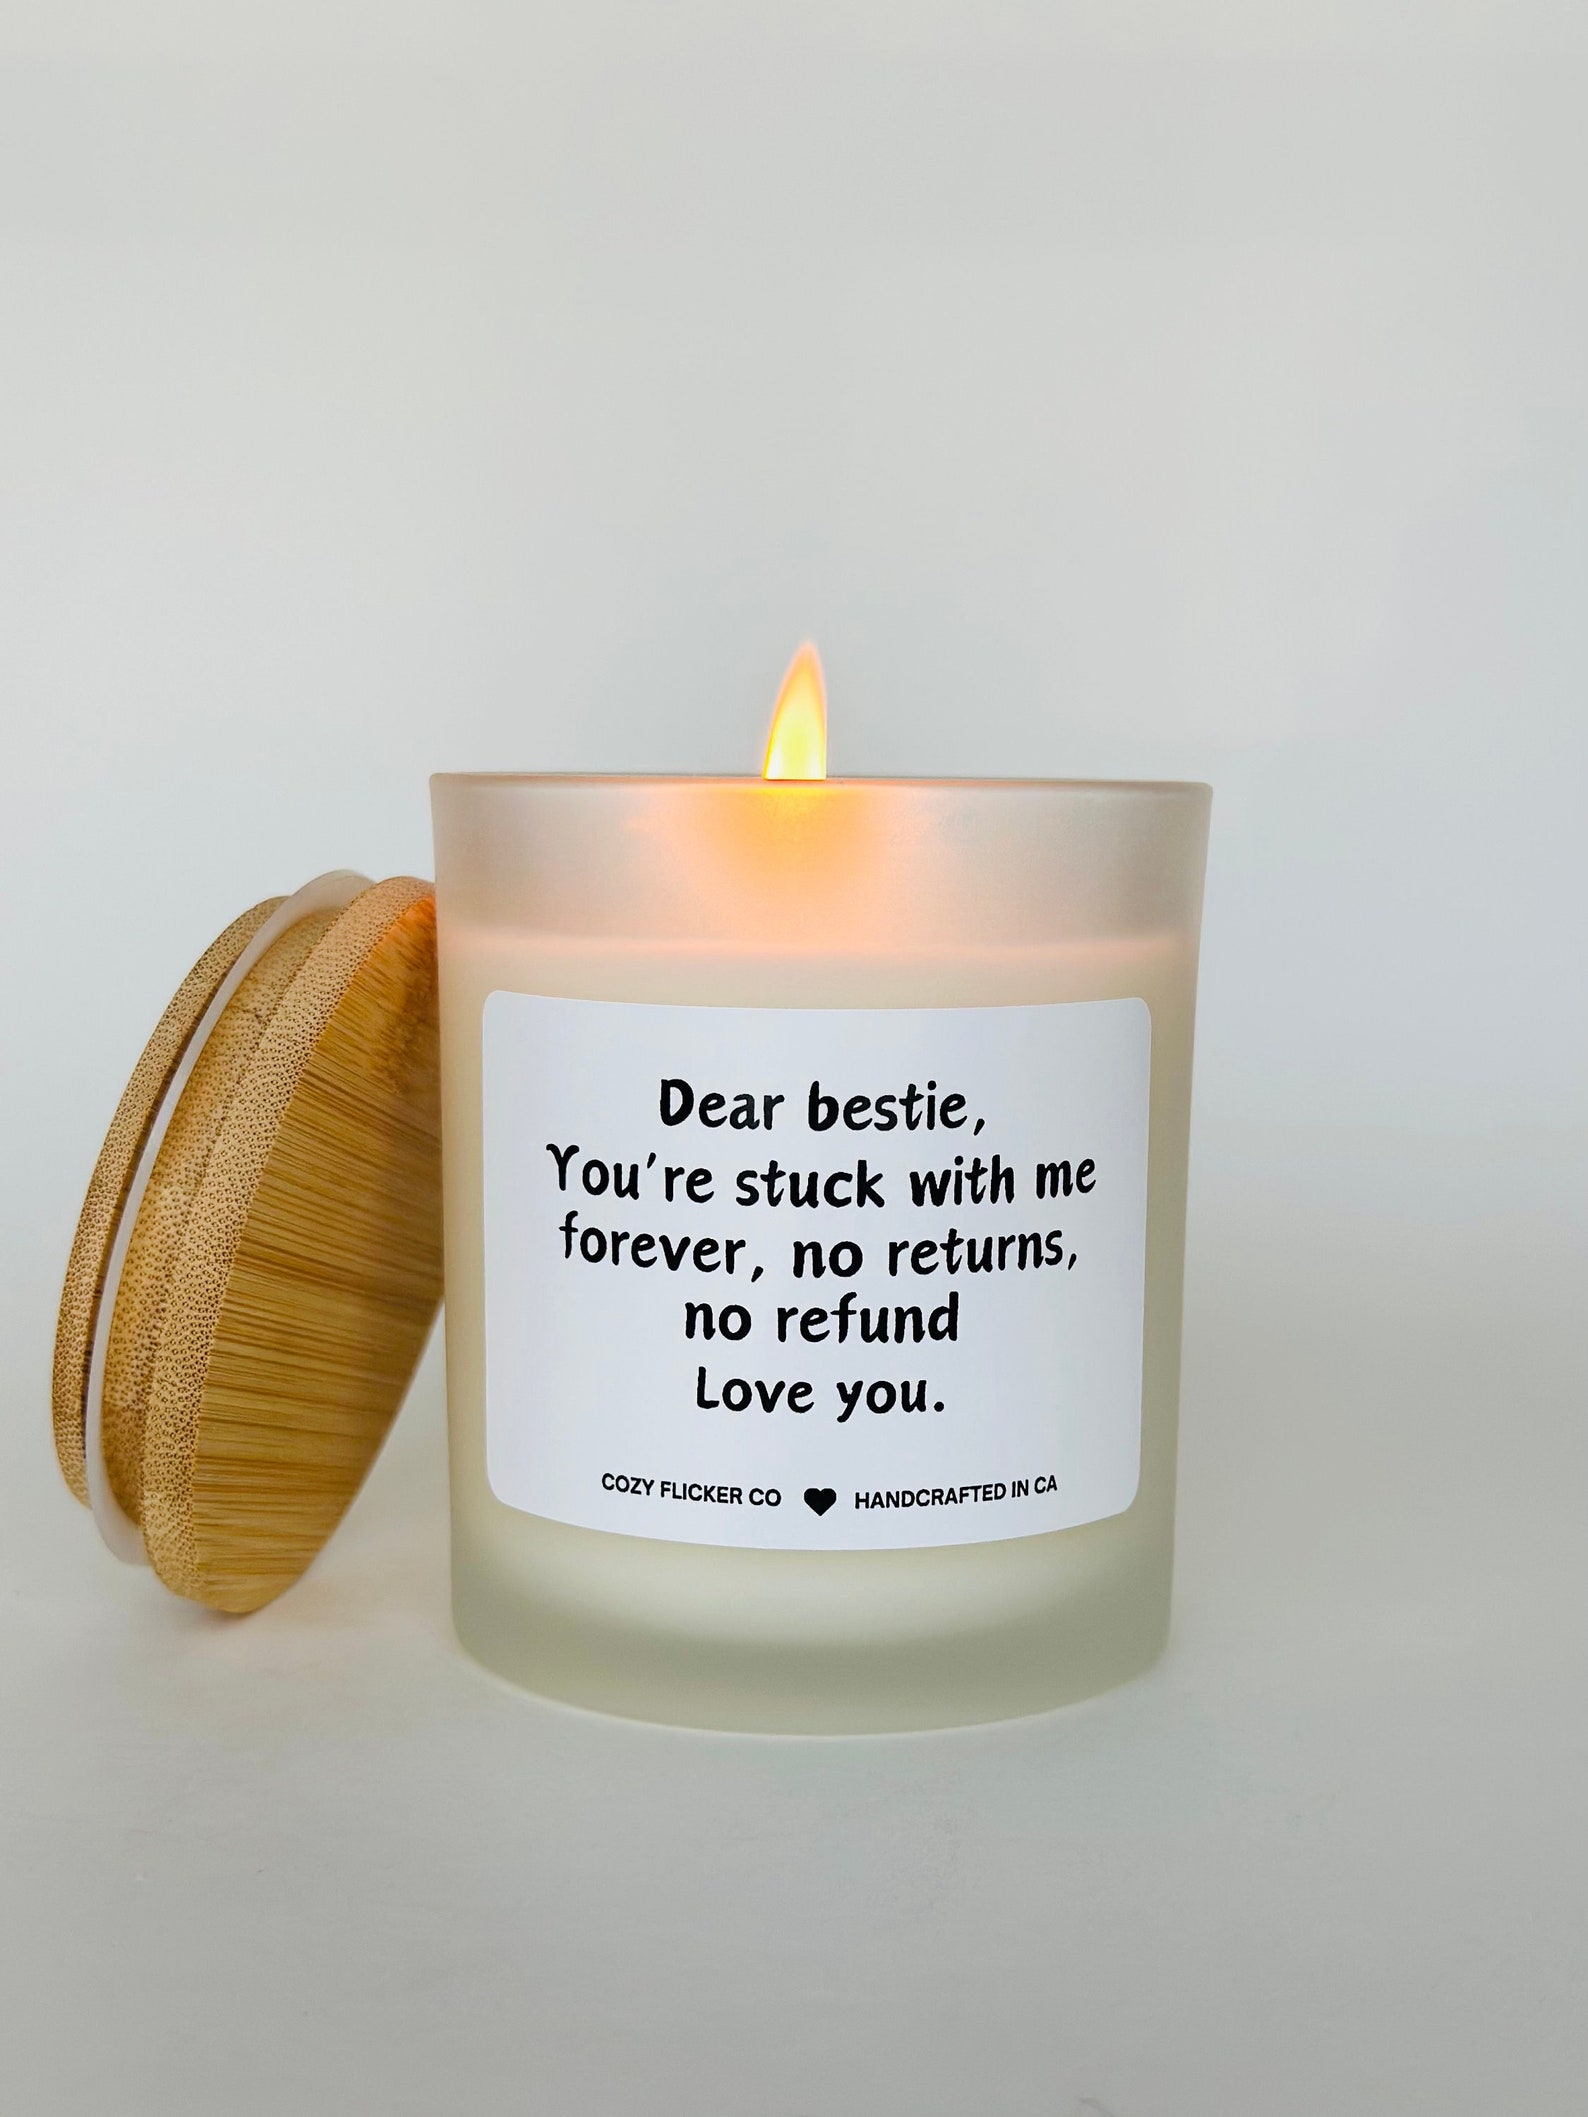 Dear bestie,
You're stuck with me
forever, no returns,
no refund
Love you.
COZY FLICKER CO ♥ HANDCRAFTED IN CA